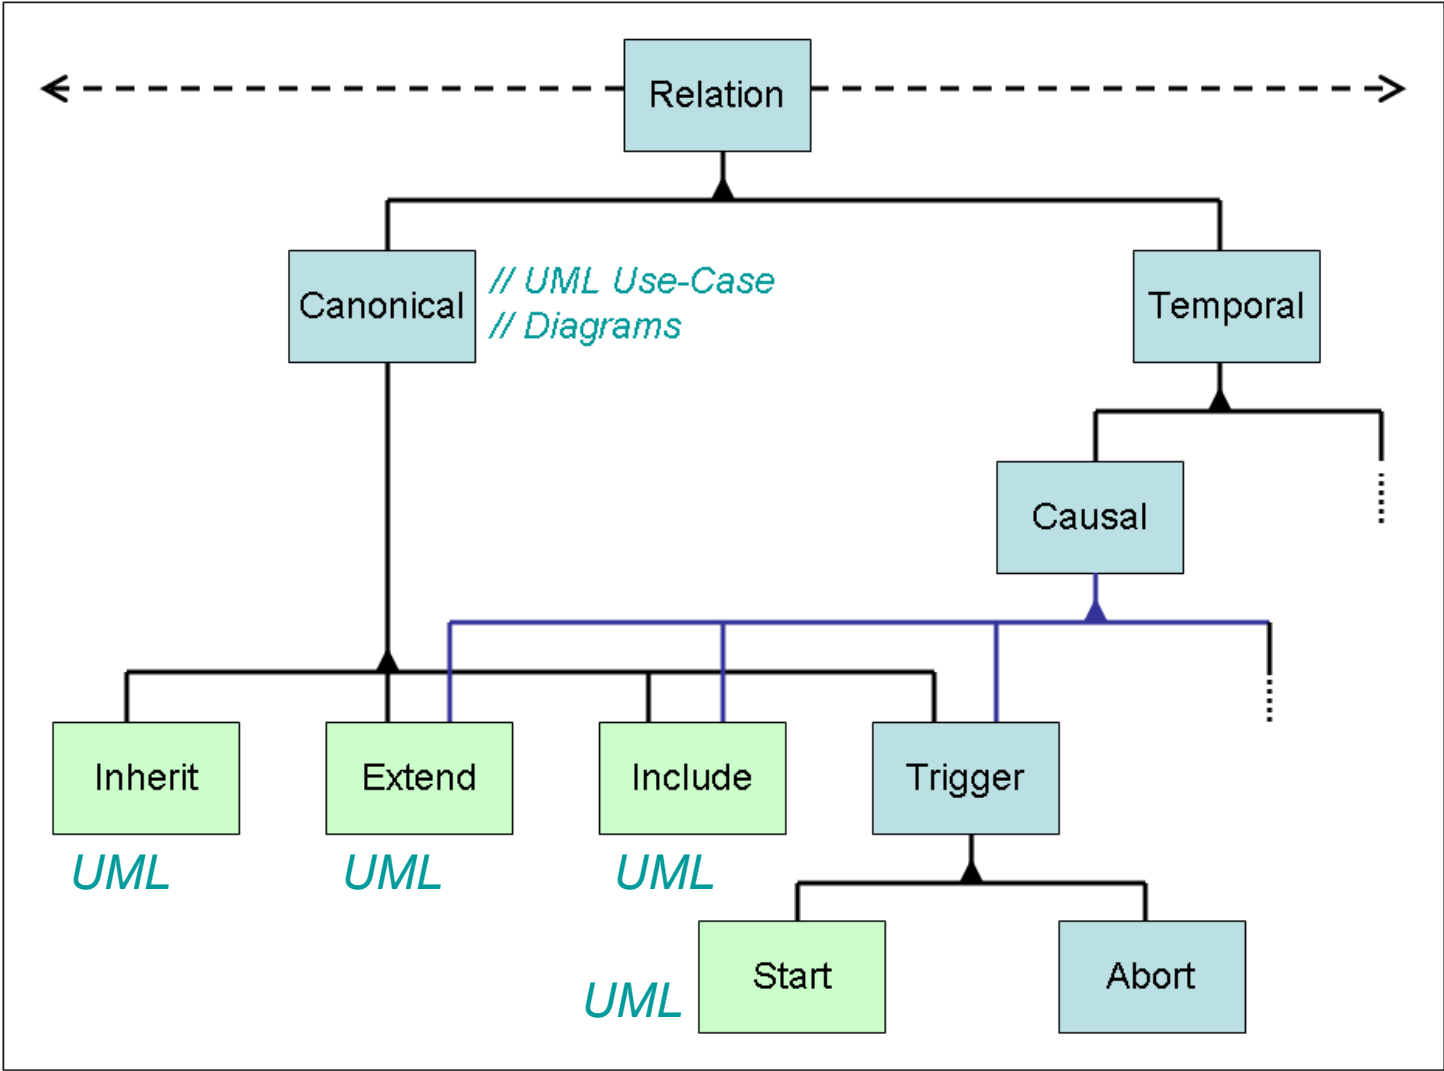 Relation
Canonical
// UML Use-Case
// Diagrams
Temporal
Causal
Inherit
Extend
Include
Trigger
UML
UML
UML
Start
Abort
UML